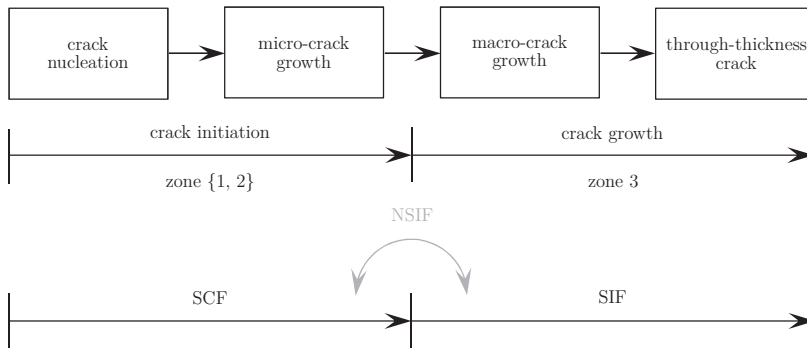 crack
nucleation
micro-crack
growth
macro-crack
growth
through-thickness
crack
crack initiation
crack growth
zone {1, 2}
zone 3
NSIF
SCF
SIF